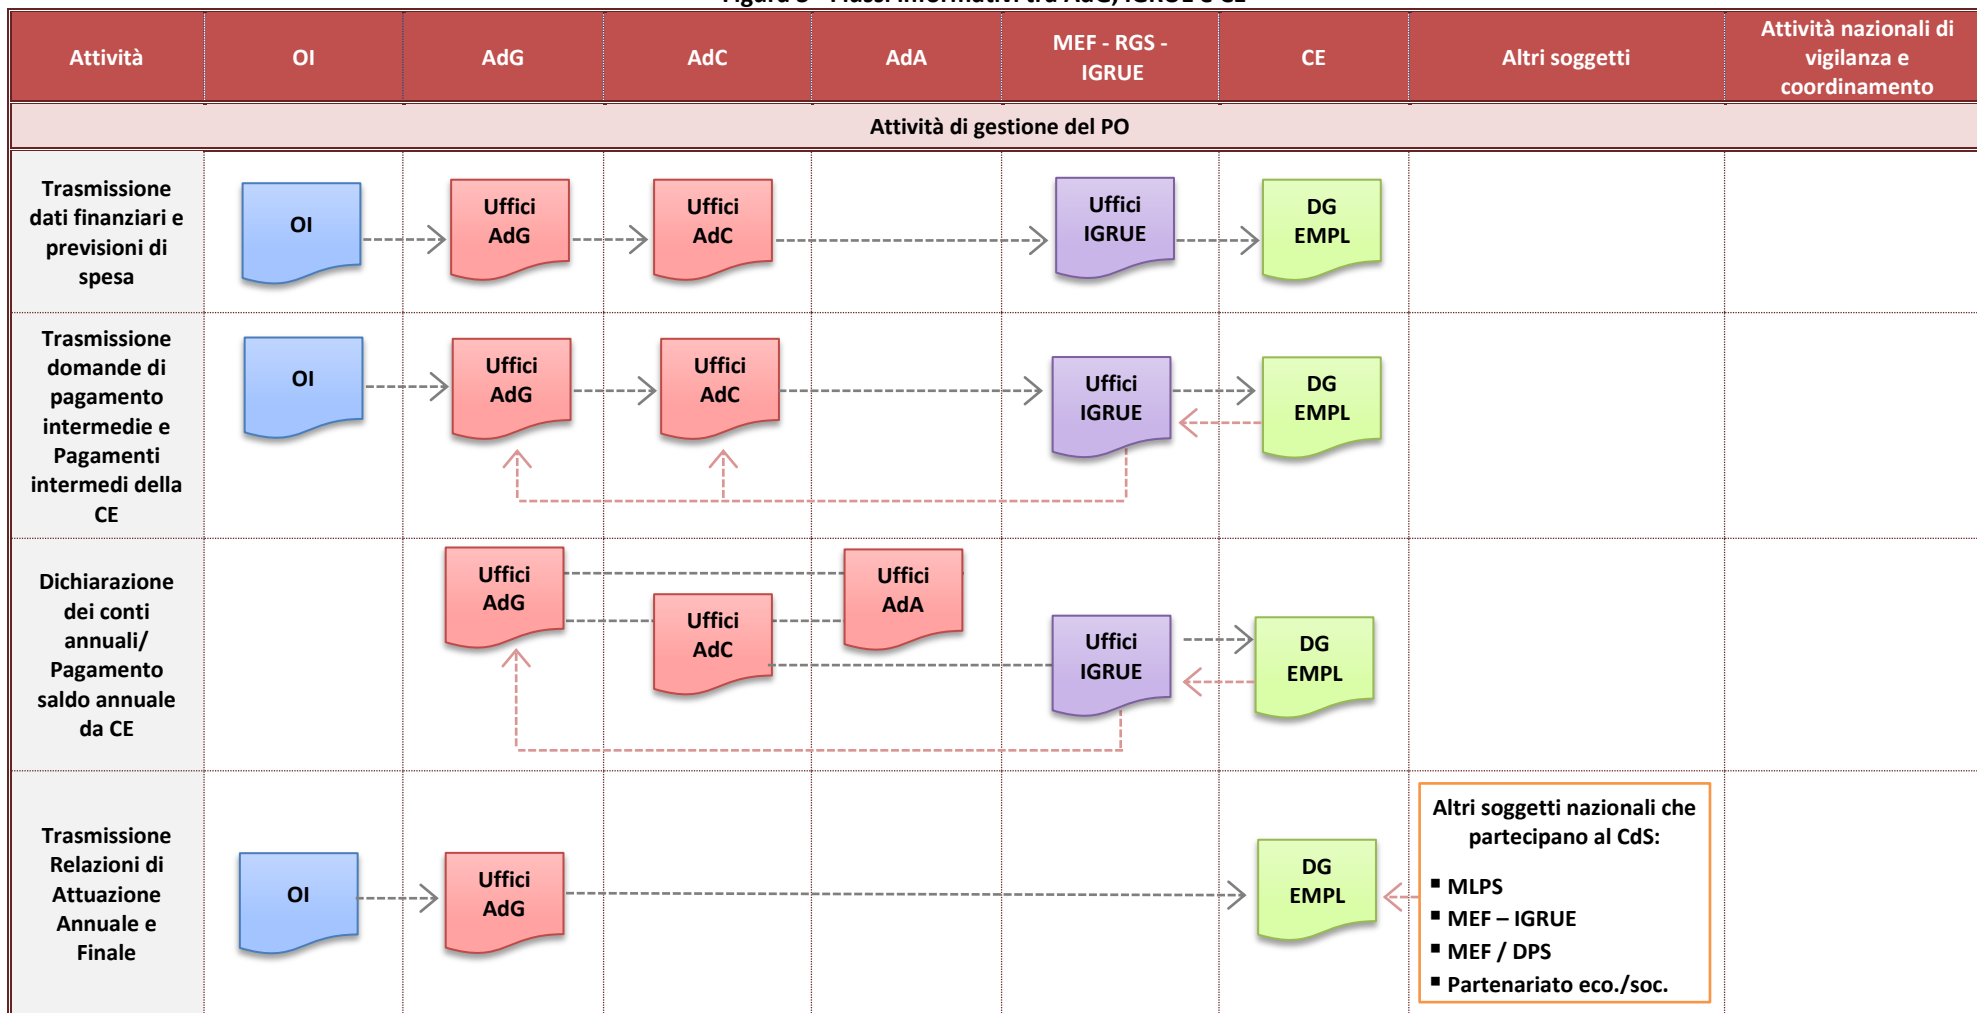 Attività
OI
AdG
AdC
AdA
MEF - RGS -
IGRUE
CE
Altri soggetti
Attività nazionali di
vigilanza e
coordinamento
Attività di gestione del PO
Trasmissione
dati finanziari e
previsioni di
spesa
OI
Uffici
AdG
Uffici
AdC
Uffici
IGRUE
DG
EMPL
Trasmissione
domande di
pagamento
intermedie e
Pagamenti
intermedi della
CE
OI
Uffici
AdG
Uffici
AdC
Uffici
IGRUE
DG
EMPL
Dichiarazione
dei conti
annuali/
Pagamento
saldo annuale
da CE
Uffici
AdG
Uffici
AdC
Uffici
AdA
Uffici
IGRUE
DG
EMPL
Trasmissione
Relazioni di
Attuazione
Annuale e
Finale
OI
Uffici
AdG
DG
EMPL
Altri soggetti nazionali che
partecipano al CdS:
▪ MLPS
▪ MEF – IGRUE
▪ MEF / DPS
▪ Partenariato eco./soc.